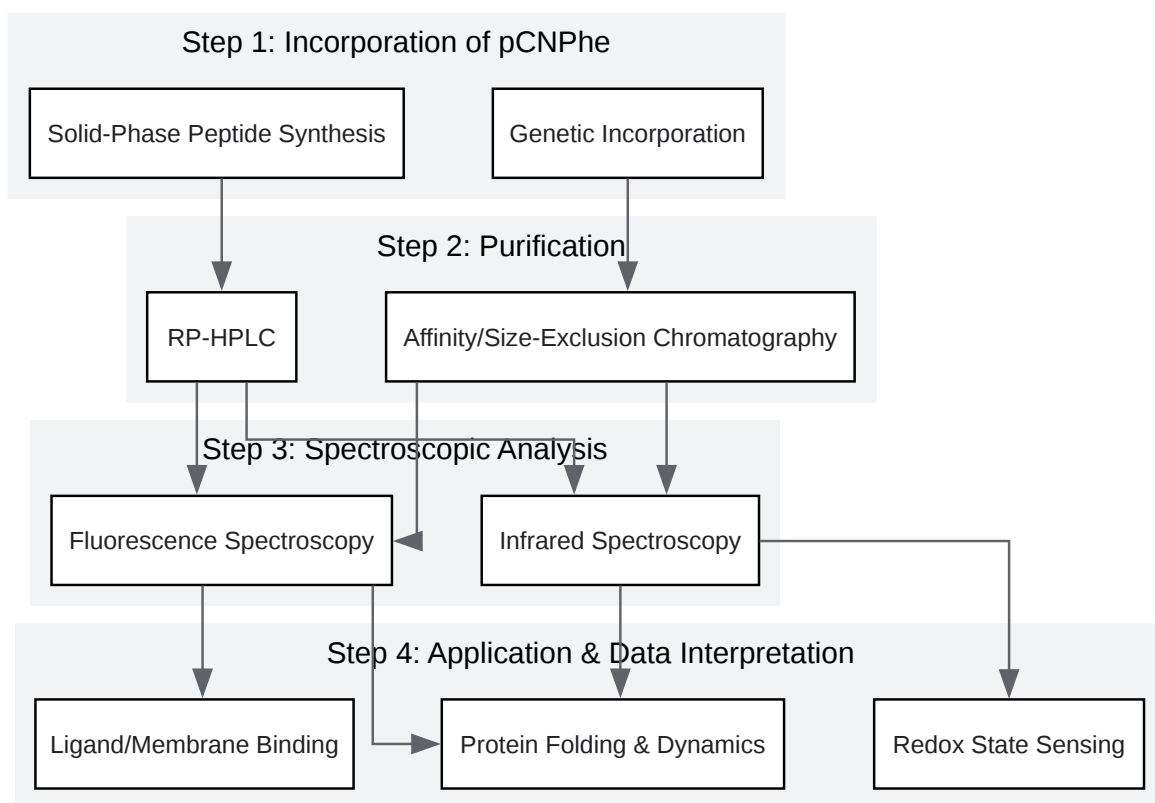 Step 1: Incorporation of pCNPhe
Solid-Phase Peptide Synthesis
Genetic Incorporation
Step 2: Purification
RP-HPLC
Affinity/Size-Exclusion Chromatography
Step 3: Spectroscopic Analysis
Fluorescence Spectroscopy
Infrared Spectroscopy
Step 4: Application & Data Interpretation
Ligand/Membrane Binding
Protein Folding & Dynamics
Redox State Sensing